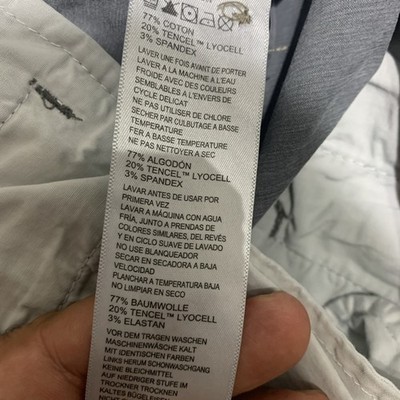 77% COTON
20% TENCEL™ LYOCELL
3% SPANDEX
LAVER UNE FOIS AVANT DE PORTER
LAVER A LA MACHINE A L'EAU
FROIDE AVEC DES COULEURS
SEMBLABLES A L'ENVERS DE
CYCLE DELICAT
NE PAS UTILISER DE CHLORE
SECHER PAR CULBUTAGE A BASSE
TEMPERATURE
FER A BASSE TEMPERATURE
NE PAS NETTOYER A SEC
77% ALGODÓN
20% TENCEL™ LYOCELL
3% SPANDEX
LAVAR ANTES DE USAR POR
PRIMERA VEZ
LAVAR A MÁQUINA CON AGUA
FRÍA, JUNTO A PRENDAS DE
COLORES SIMILARES, DEL REVÉS
Y EN CICLO SUAVE DE LAVADO
NO USE BLANQUEADOR
SECAR EN SECADORA A BAJA
VELOCIDAD
PLANCHAR A TEMPERATURA BAJA
NO LIMPIAR EN SECO
77% BAUMWOLLE
20% TENCEL™ LYOCELL
3% ELASTAN
VOR DEM TRAGEN WASCHEN
MASCHINENWÄSCHE KALT
MIT IDENTISCHEN FARBEN
LINKS HERUM SCHONWASCHGANG
KEINE BLEICHMITTEL
AUF NIEDRIGER STUFE IM
TROCKNER TROCKNEN